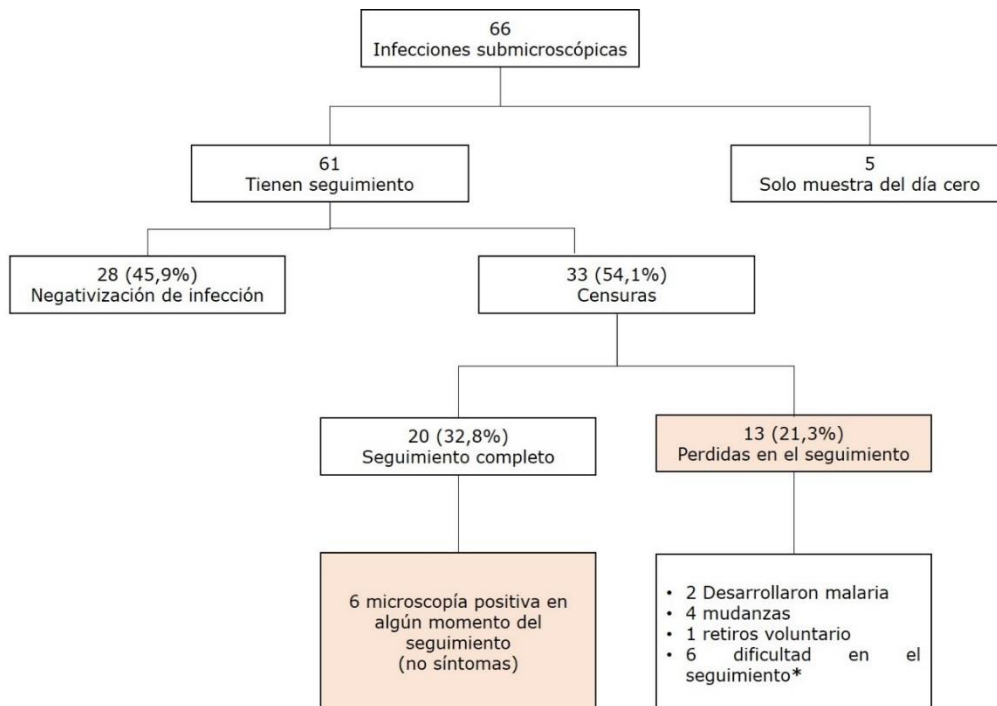 66
Infecciones submicroscópicas
61
Tienen seguimiento
5
Solo muestra del día cero
28 (45,9%)
Negativización de infección
33 (54,1%)
Censuras
20 (32,8%)
Seguimiento completo
13 (21,3%)
Perdidas en el seguimiento
6 microscopía positiva en
algún momento del
seguimiento
(no síntomas)
• 2 Desarrollaron malaria
• 4 mudanzas
• 1 retiros voluntario
• 6 dificultad en el
seguimiento*